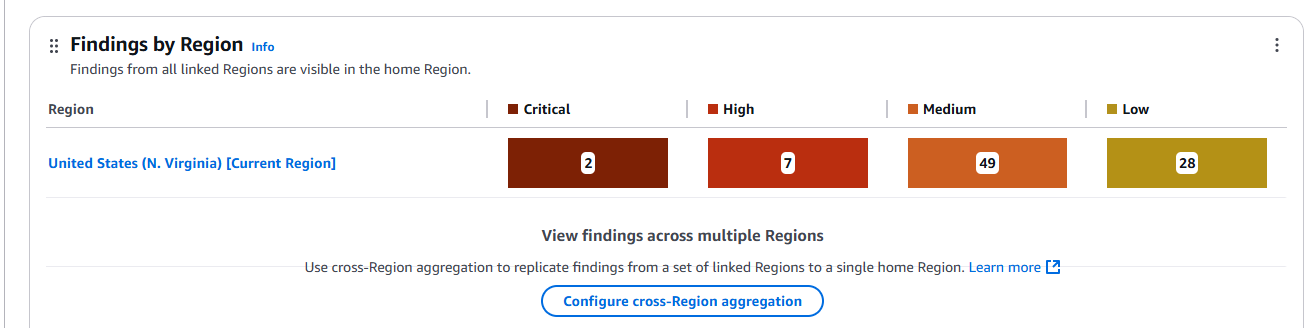 Findings by Region Info
Findings from all linked Regions are visible in the home Region.
Region Critical High Medium Low
United States (N. Virginia) [Current Region] 2 7 49 28
View findings across multiple Regions
Use cross-Region aggregation to replicate findings from a set of linked Regions to a single home Region. Learn more
Configure cross-Region aggregation